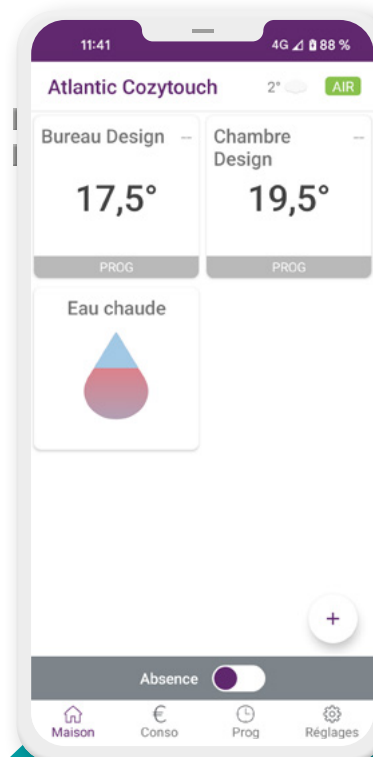 11:41 4G 88 %
Atlantic Cozytouch 2° AIR
Bureau Design --
17,5°
PROG
Chambre --
Design
19,5°
PROG
Eau chaude
+
Absence
Maison € Conso Prog Réglages